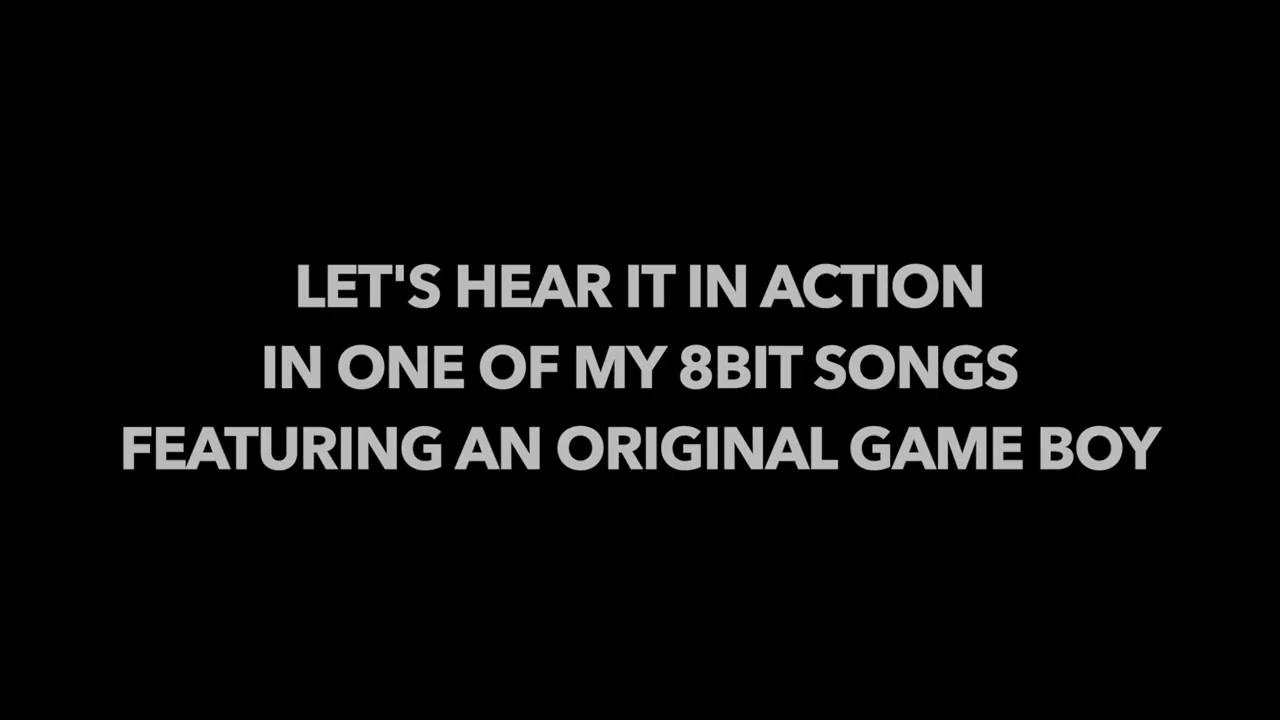 LET'S HEAR IT IN ACTION
IN ONE OF MY 8BIT SONGS
FEATURING AN ORIGINAL GAME BOY